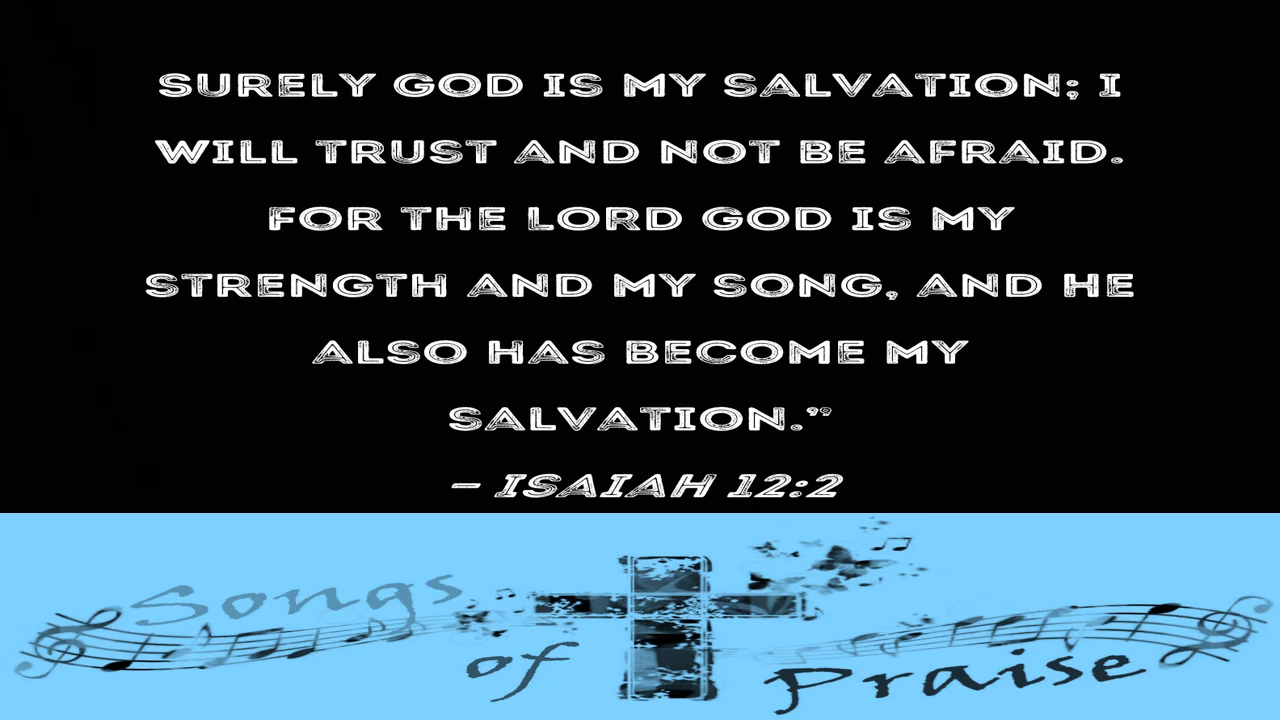 SURELY GOD IS MY SALVATION; I
WILL TRUST AND NOT BE AFRAID.
FOR THE LORD GOD IS MY
STRENGTH AND MY SONG, AND HE
ALSO HAS BECOME MY
SALVATION.”
– ISAIAH 12:2
Songs
of
Praise